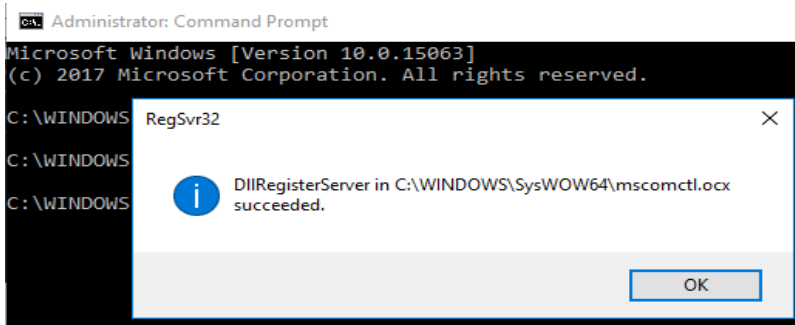 Administrator: Command Prompt
Microsoft Windows [Version 10.0.15063]
(c) 2017 Microsoft Corporation. All rights reserved.
C:\WINDOWS
RegSvr32
C:\WINDOWS
DllRegisterServer in C:\WINDOWS\SysWOW64\mscomctl.ocx
succeeded.
C:\WINDOWS
OK